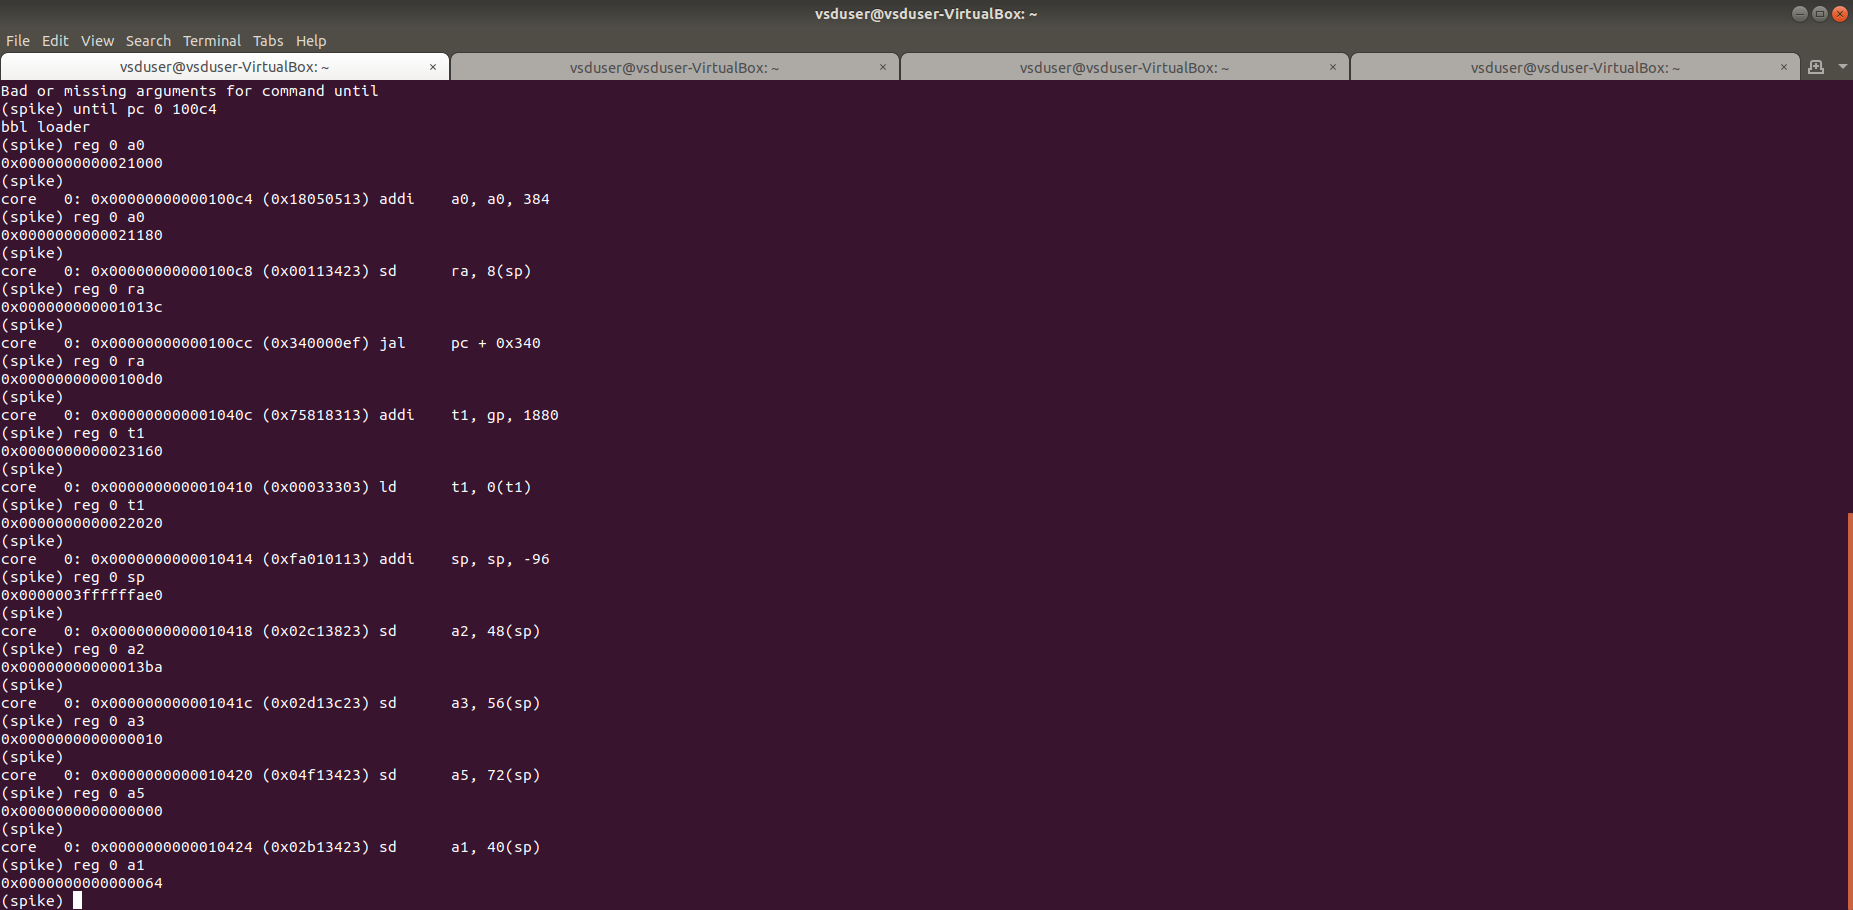 vsduser@vsduser-VirtualBox: ~
File Edit View Search Terminal Tabs Help
vsduser@vsduser-VirtualBox: ~ × vsduser@vsduser-VirtualBox: ~ × vsduser@vsduser-VirtualBox: ~ × vsduser@vsduser-VirtualBox: ~ ×
Bad or missing arguments for command until
(spike) until pc 0 100c4
bbl loader
(spike) reg 0 a0
0x0000000000021000
(spike)
core   0: 0x00000000000100c4 (0x18050513) addi    a0, a0, 384
(spike) reg 0 a0
0x0000000000021180
(spike)
core   0: 0x00000000000100c8 (0x00113423) sd      ra, 8(sp)
(spike) reg 0 ra
0x000000000001013c
(spike)
core   0: 0x00000000000100cc (0x340000ef) jal     pc + 0x340
(spike) reg 0 ra
0x00000000000100d0
(spike)
core   0: 0x000000000001040c (0x75818313) addi    t1, gp, 1880
(spike) reg 0 t1
0x0000000000023160
(spike)
core   0: 0x0000000000010410 (0x00033303) ld      t1, 0(t1)
(spike) reg 0 t1
0x0000000000022020
(spike)
core   0: 0x0000000000010414 (0xfa010113) addi    sp, sp, -96
(spike) reg 0 sp
0x0000003ffffffae0
(spike)
core   0: 0x0000000000010418 (0x02c13823) sd      a2, 48(sp)
(spike) reg 0 a2
0x00000000000013ba
(spike)
core   0: 0x000000000001041c (0x02d13c23) sd      a3, 56(sp)
(spike) reg 0 a3
0x0000000000000010
(spike)
core   0: 0x0000000000010420 (0x04f13423) sd      a5, 72(sp)
(spike) reg 0 a5
0x0000000000000000
(spike)
core   0: 0x0000000000010424 (0x02b13423) sd      a1, 40(sp)
(spike) reg 0 a1
0x0000000000000064
(spike)